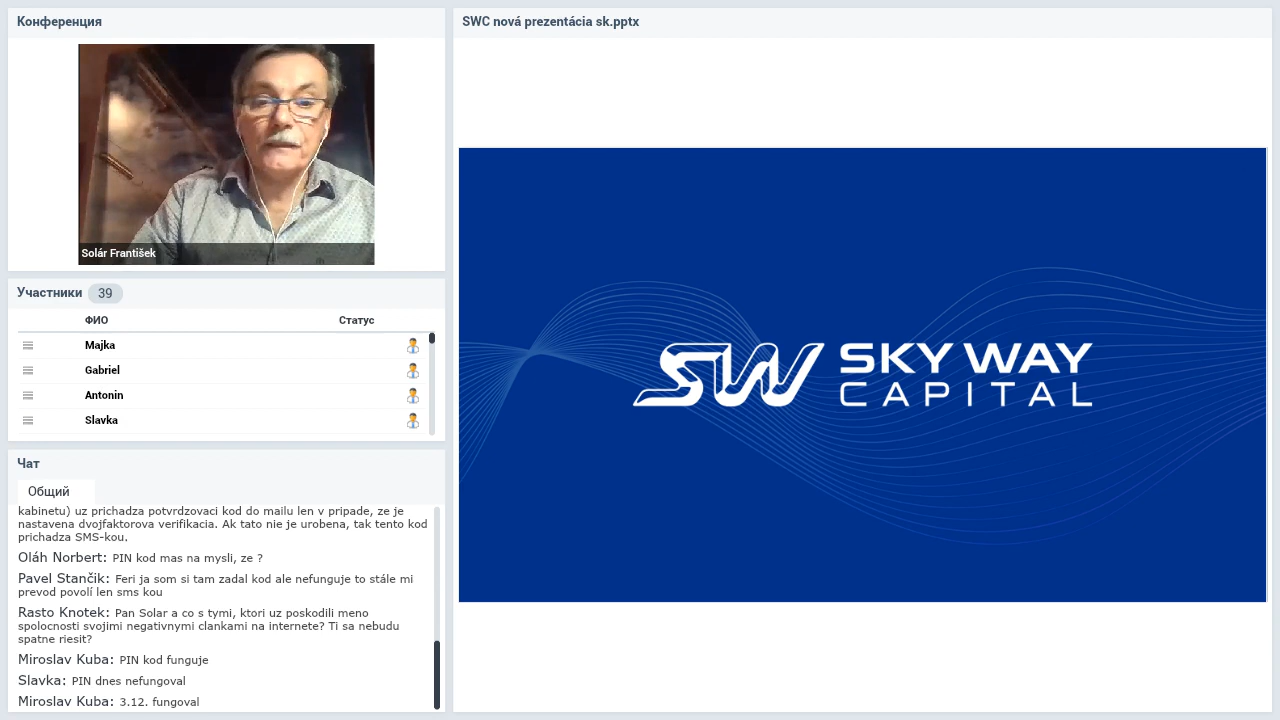 Конференция
Solár František
Участники 39
ФИО Статус
Majka
Gabriel
Antonin
Slavka
Чат
Общий
kabinetu) uz prichadza potvrdzovaci kod do mailu len v pripade, ze je
nastavena dvojfaktorova verifikacia. Ak tato nie je urobena, tak tento kod
prichadza SMS-kou.
Oláh Norbert: PIN kod mas na mysli, ze ?
Pavel Stančik: Feri ja som si tam zadal kod ale nefunguje to stále mi
prevod povolí len sms kou
Rasto Knotek: Pan Solar a co s tymi, ktori uz poskodili meno
spolocnosti svojimi negativnymi clankami na internete? Ti sa nebudu
spatne riesit?
Miroslav Kuba: PIN kod funguje
Slavka: PIN dnes nefungoval
Miroslav Kuba: 3.12. fungoval
SWC nová prezentácia sk.pptx
SW SKY WAY
CAPITAL